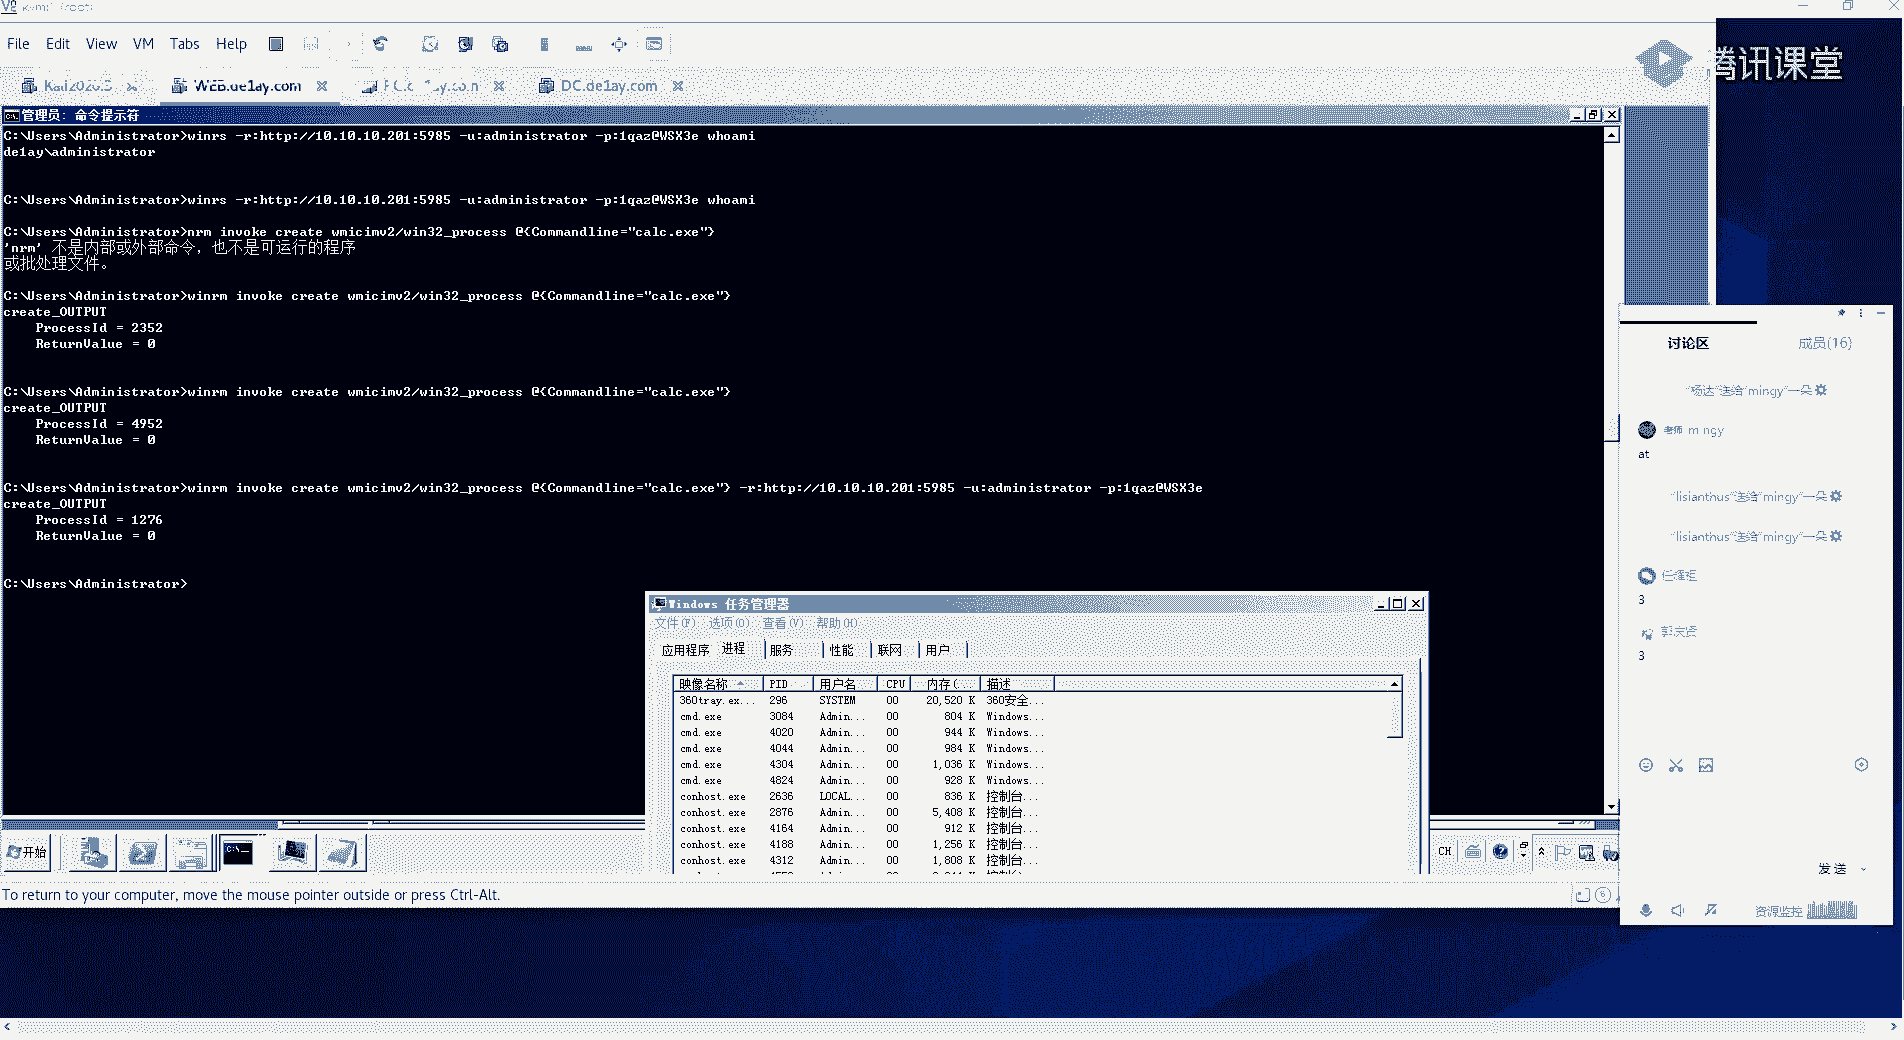 File Edit View VM Tabs Help
腾讯课堂
WEB.de1ay.com
DC.de1ay.com
管理员: 命令提示符
C:\Users\Administrator>winrs -r:http://10.10.10.201:5985 -u:administrator -p:1qaz@WSX3e whoami
de1ay\administrator
C:\Users\Administrator>winrs -r:http://10.10.10.201:5985 -u:administrator -p:1qaz@WSX3e whoami
C:\Users\Administrator>nrm invoke create wmicimv2/win32_process @{Commandline="calc.exe"}
'nrm' 不是内部或外部命令，也不是可运行的程序
或批处理文件。
C:\Users\Administrator>winrm invoke create wmicimv2/win32_process @{Commandline="calc.exe"}
create_OUTPUT
ProcessId = 2352
ReturnValue = 0
C:\Users\Administrator>winrm invoke create wmicimv2/win32_process @{Commandline="calc.exe"}
create_OUTPUT
ProcessId = 4952
ReturnValue = 0
C:\Users\Administrator>winrm invoke create wmicimv2/win32_process @{Commandline="calc.exe"} -r:http://10.10.10.201:5985 -u:administrator -p:1qaz@WSX3e
create_OUTPUT
ProcessId = 1276
ReturnValue = 0
C:\Users\Administrator>
Windows 任务管理器
文件(F) 选项(O) 查看(V) 帮助(H)
应用程序 进程 服务 性能 联网 用户
映像名称 PID 用户名 CPU 内存(... 描述
360tray.ex... 296 SYSTEM 00 20,520 K 360安全...
cmd.exe 3084 Admin... 00 804 K Windows...
cmd.exe 4020 Admin... 00 944 K Windows...
cmd.exe 4044 Admin... 00 984 K Windows...
cmd.exe 4304 Admin... 00 1,036 K Windows...
cmd.exe 4824 Admin... 00 928 K Windows...
conhost.exe 2636 LOCAL... 00 836 K 控制台...
conhost.exe 2876 Admin... 00 5,408 K 控制台...
conhost.exe 4164 Admin... 00 912 K 控制台...
conhost.exe 4188 Admin... 00 1,256 K 控制台...
conhost.exe 4312 Admin... 00 1,808 K 控制台...
开始
CH
To return to your computer, move the mouse pointer outside or press Ctrl-Alt.
讨论区 成员(16)
"杨达"送给"mingy"一朵
老师 mingy
at
"lisianthus"送给"mingy"一朵
"lisianthus"送给"mingy"一朵
3
3
发送
资源监控